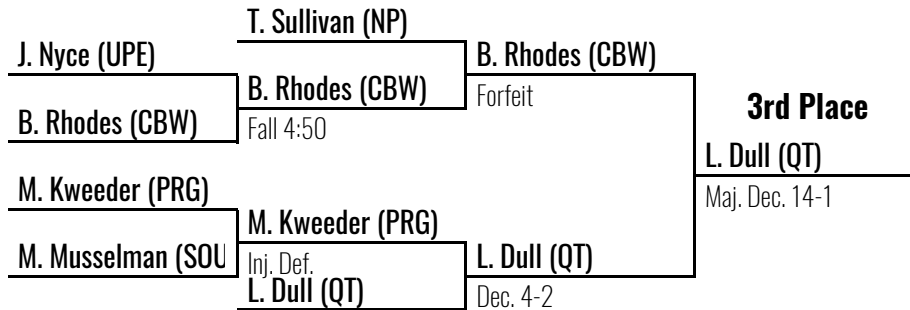 T. Sullivan (NP)
J. Nyce (UPE)
B. Rhodes (CBW)
B. Rhodes (CBW)
Forfeit
3rd Place
B. Rhodes (CBW)
Fall 4:50
L. Dull (QT)
Maj. Dec. 14-1
M. Kweeder (PRG)
M. Kweeder (PRG)
M. Musselman (SOU
Inj. Def.
L. Dull (QT)
L. Dull (QT)
Dec. 4-2